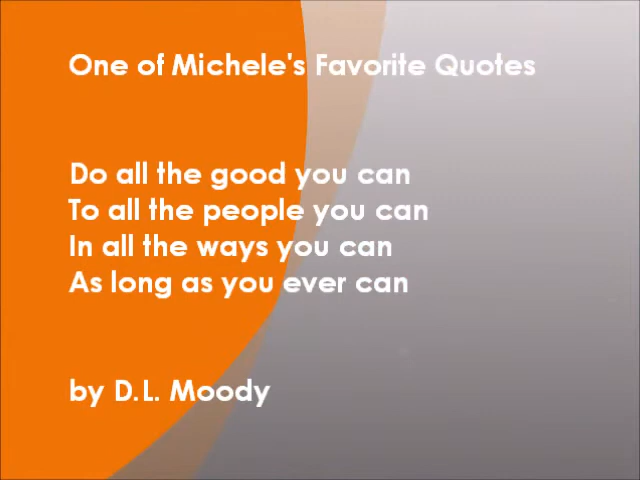 One of Michele's Favorite Quotes
Do all the good you can
To all the people you can
In all the ways you can
As long as you ever can
by D.L. Moody